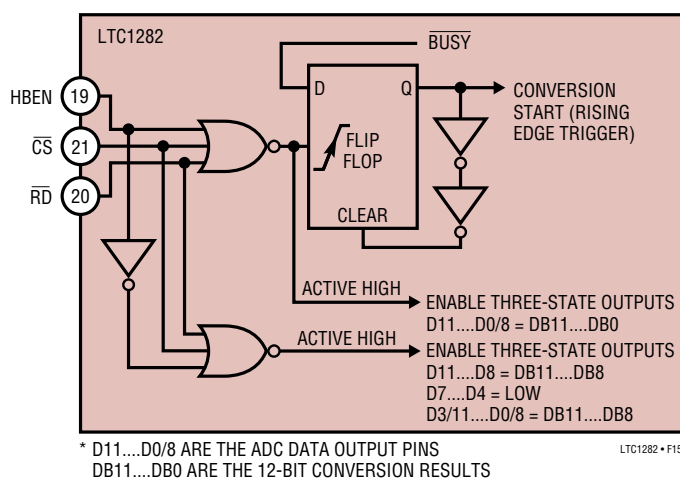 LTC1282
BUSY
HBEN 19
D
Q
CONVERSION
START (RISING
EDGE TRIGGER)
CS 21
FLIP
FLOP
RD 20
CLEAR
ACTIVE HIGH
ENABLE THREE-STATE OUTPUTS
D11....D0/8 = DB11....DB0
ACTIVE HIGH
ENABLE THREE-STATE OUTPUTS
D11....D8 = DB11....DB8
D7....D4 = LOW
D3/11....D0/8 = DB11....DB8
* D11....D0/8 ARE THE ADC DATA OUTPUT PINS
DB11....DB0 ARE THE 12-BIT CONVERSION RESULTS
LTC1282 • F15